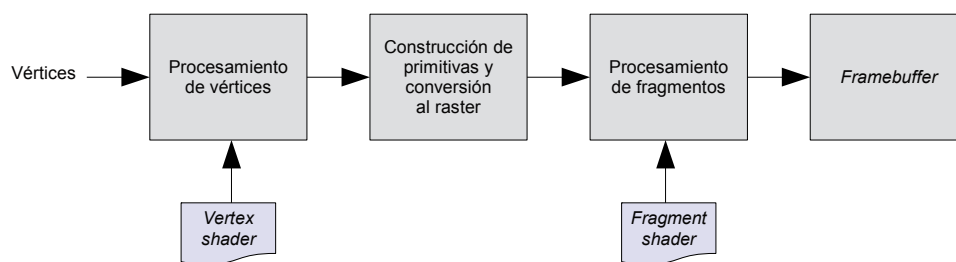 Vértices
Procesamiento
de vértices
Construcción de
primitivas y
conversión
al raster
Procesamiento
de fragmentos
Framebuffer
Vertex
shader
Fragment
shader